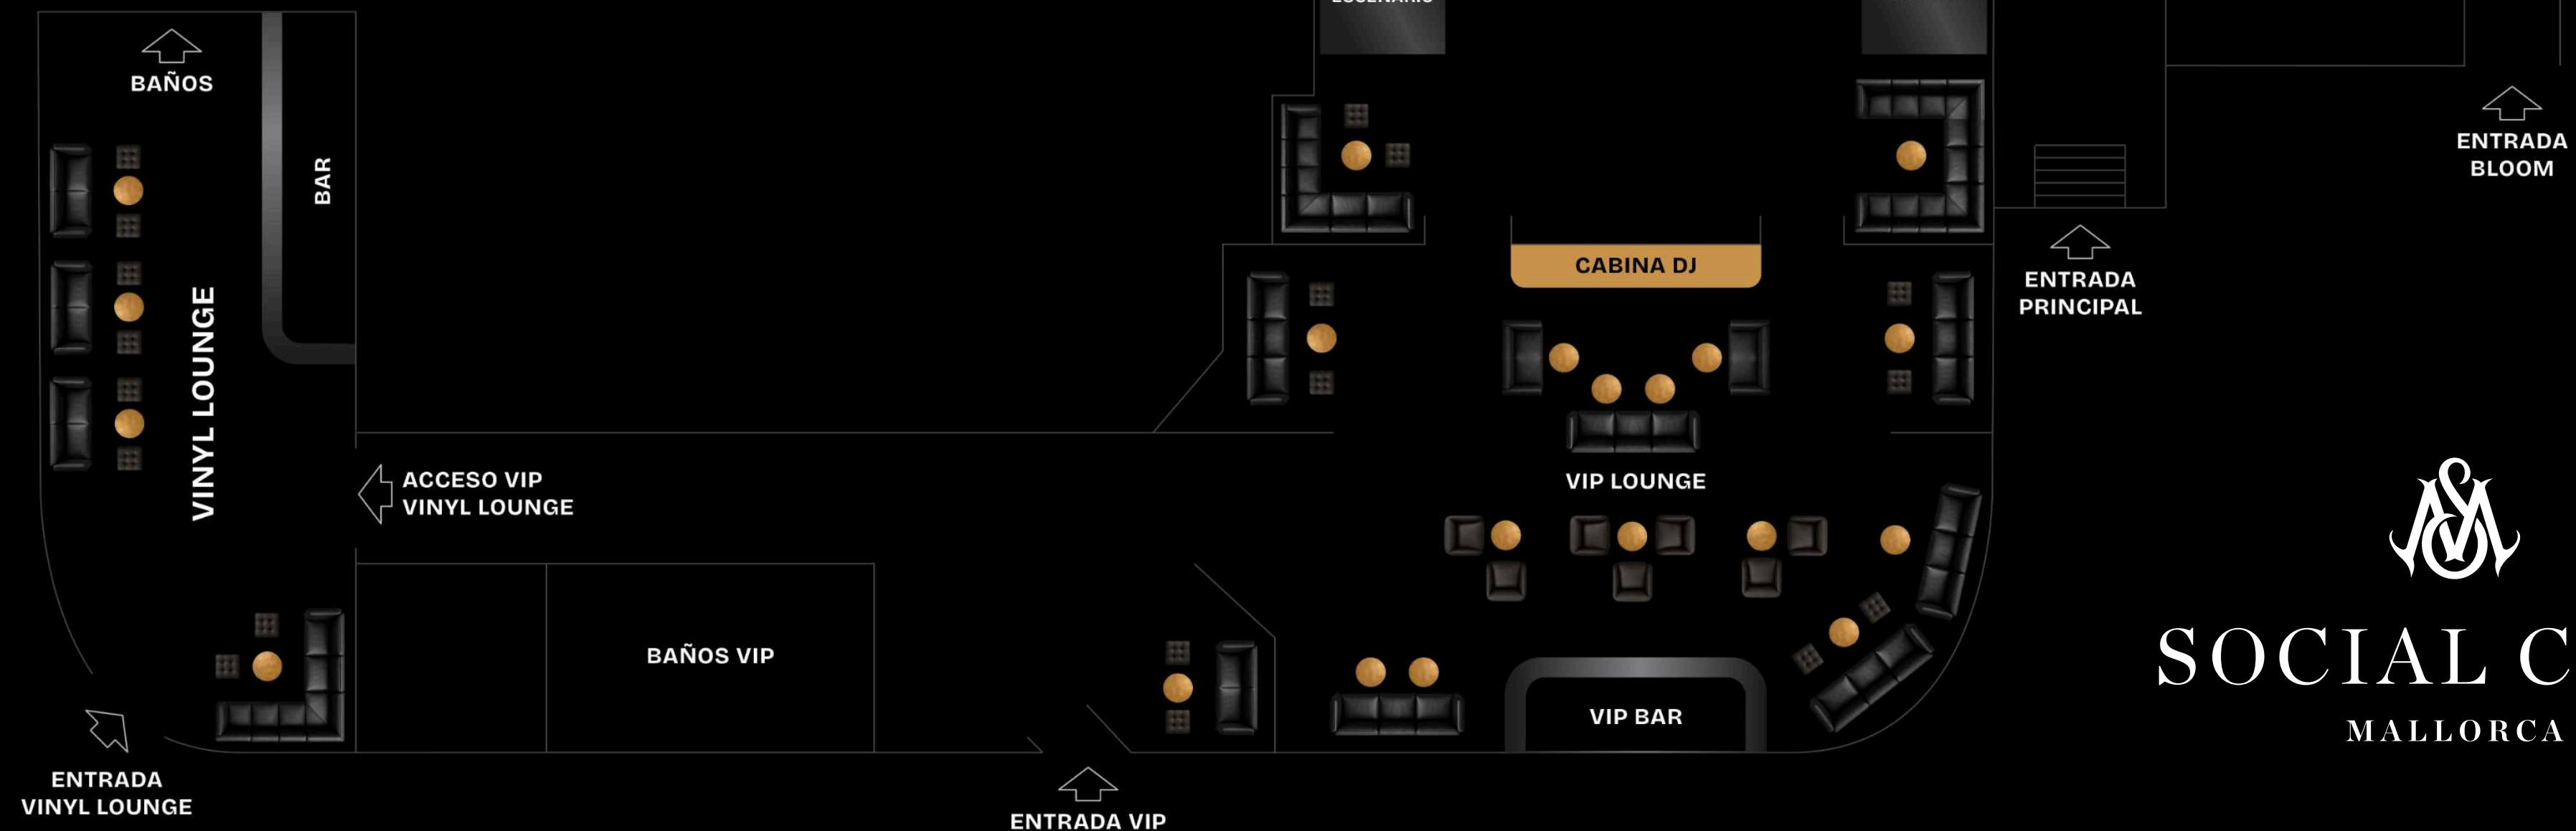 ESCENARIO
BAÑOS
BAR
VINYL LOUNGE
ACCESO VIP
VINYL LOUNGE
BAÑOS VIP
ENTRADA
VINYL LOUNGE
ENTRADA VIP
CABINA DJ
VIP LOUNGE
VIP BAR
ENTRADA
PRINCIPAL
ENTRADA
BLOOM
SOCIAL C
MALLORCA